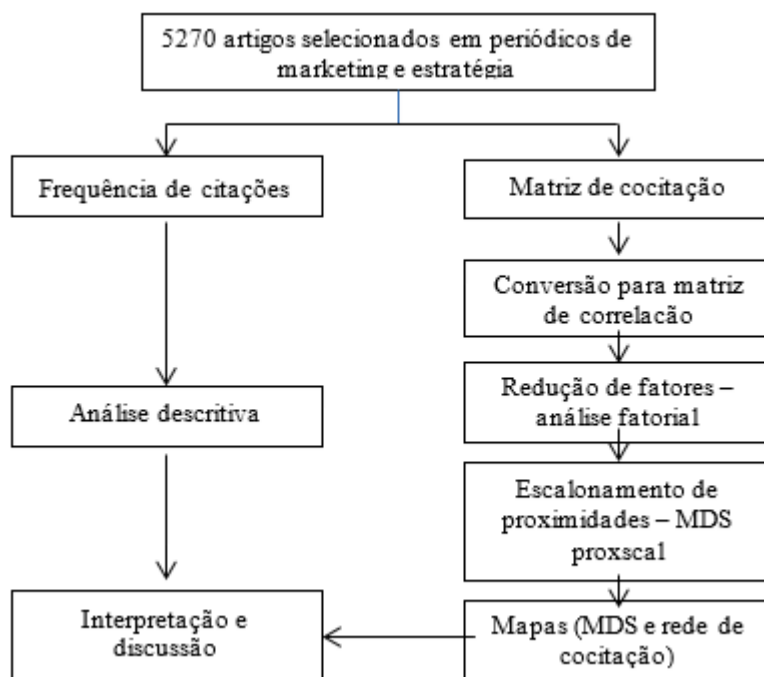 5270 artigos selecionados em periódicos de
marketing e estratégia
Frequência de citações
Matriz de cocitação
Conversão para matriz
de correlação
Redução de fatores –
análise fatorial
Análise descritiva
Escalonamento de
proximidades – MDS
proxscal
Interpretação e
discussão
Mapas (MDS e rede de
cocitação)